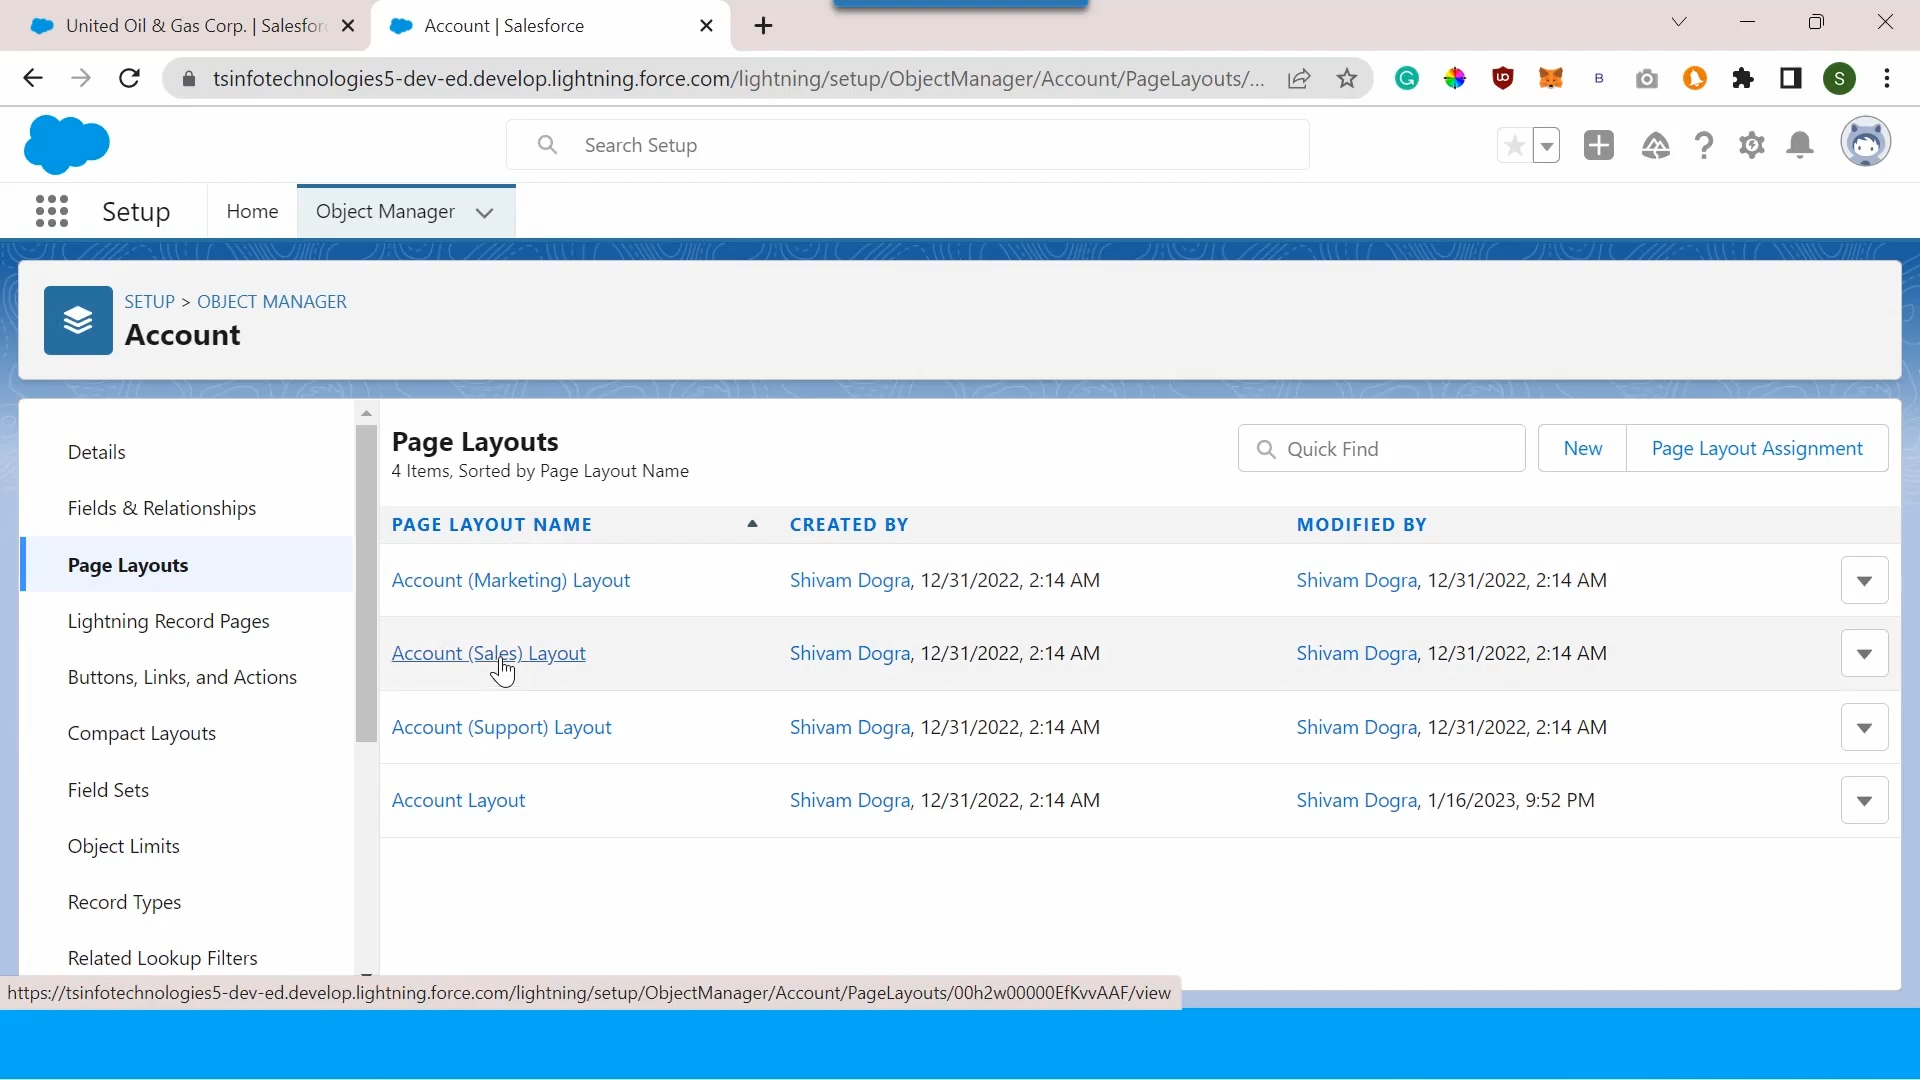 United Oil & Gas Corp. | Salesfor
Account | Salesforce
tsinfotechnologies5-dev-ed.develop.lightning.force.com/lightning/setup/ObjectManager/Account/PageLayouts/...
S
Search Setup
Setup
Home
Object Manager
SETUP > OBJECT MANAGER
Account
Details
Fields & Relationships
Page Layouts
Lightning Record Pages
Buttons, Links, and Actions
Compact Layouts
Field Sets
Object Limits
Record Types
Related Lookup Filters
Page Layouts
4 Items, Sorted by Page Layout Name
Quick Find
New
Page Layout Assignment
PAGE LAYOUT NAME CREATED BY MODIFIED BY
Account (Marketing) Layout Shivam Dogra, 12/31/2022, 2:14 AM Shivam Dogra, 12/31/2022, 2:14 AM
Account (Sales) Layout Shivam Dogra, 12/31/2022, 2:14 AM Shivam Dogra, 12/31/2022, 2:14 AM
Account (Support) Layout Shivam Dogra, 12/31/2022, 2:14 AM Shivam Dogra, 12/31/2022, 2:14 AM
Account Layout Shivam Dogra, 12/31/2022, 2:14 AM Shivam Dogra, 1/16/2023, 9:52 PM
https://tsinfotechnologies5-dev-ed.develop.lightning.force.com/lightning/setup/ObjectManager/Account/PageLayouts/00h2w00000EfKvvAAF/view